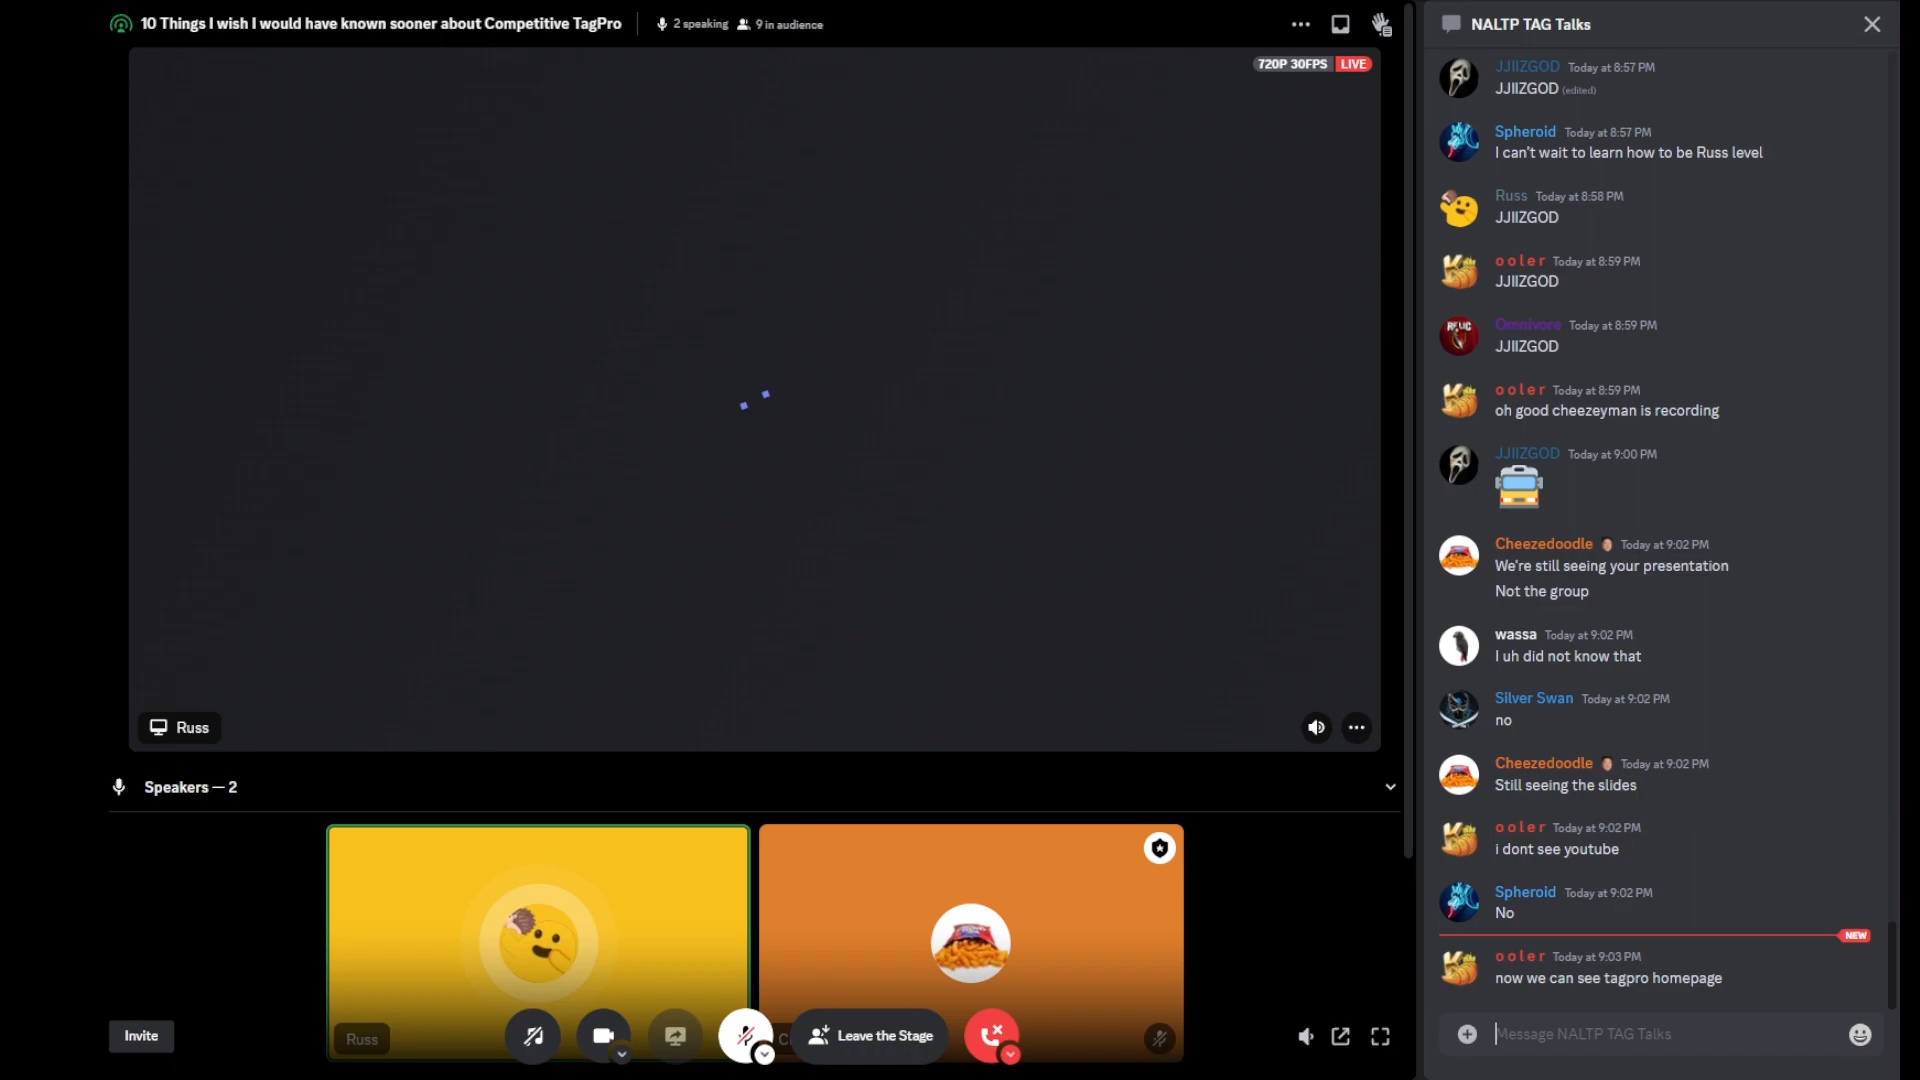 10 Things I wish I would have known sooner about Competitive TagPro
2 speaking
9 in audience
720P 30FPS
LIVE
Russ
Speakers — 2
Russ
Invite
Leave the Stage
NALTP TAG Talks
JJIIZGOD Today at 8:57 PM
JJIIZGOD (edited)
Spheroid Today at 8:57 PM
I can't wait to learn how to be Russ level
Russ Today at 8:58 PM
JJIIZGOD
o o l e r Today at 8:59 PM
JJIIZGOD
Omnivore Today at 8:59 PM
JJIIZGOD
o o l e r Today at 8:59 PM
oh good cheezeyman is recording
JJIIZGOD Today at 9:00 PM
Cheezedoodle Today at 9:02 PM
We're still seeing your presentation
Not the group
wassa Today at 9:02 PM
I uh did not know that
Silver Swan Today at 9:02 PM
no
Cheezedoodle Today at 9:02 PM
Still seeing the slides
o o l e r Today at 9:02 PM
i dont see youtube
Spheroid Today at 9:02 PM
No
NEW
o o l e r Today at 9:03 PM
now we can see tagpro homepage
Message NALTP TAG Talks